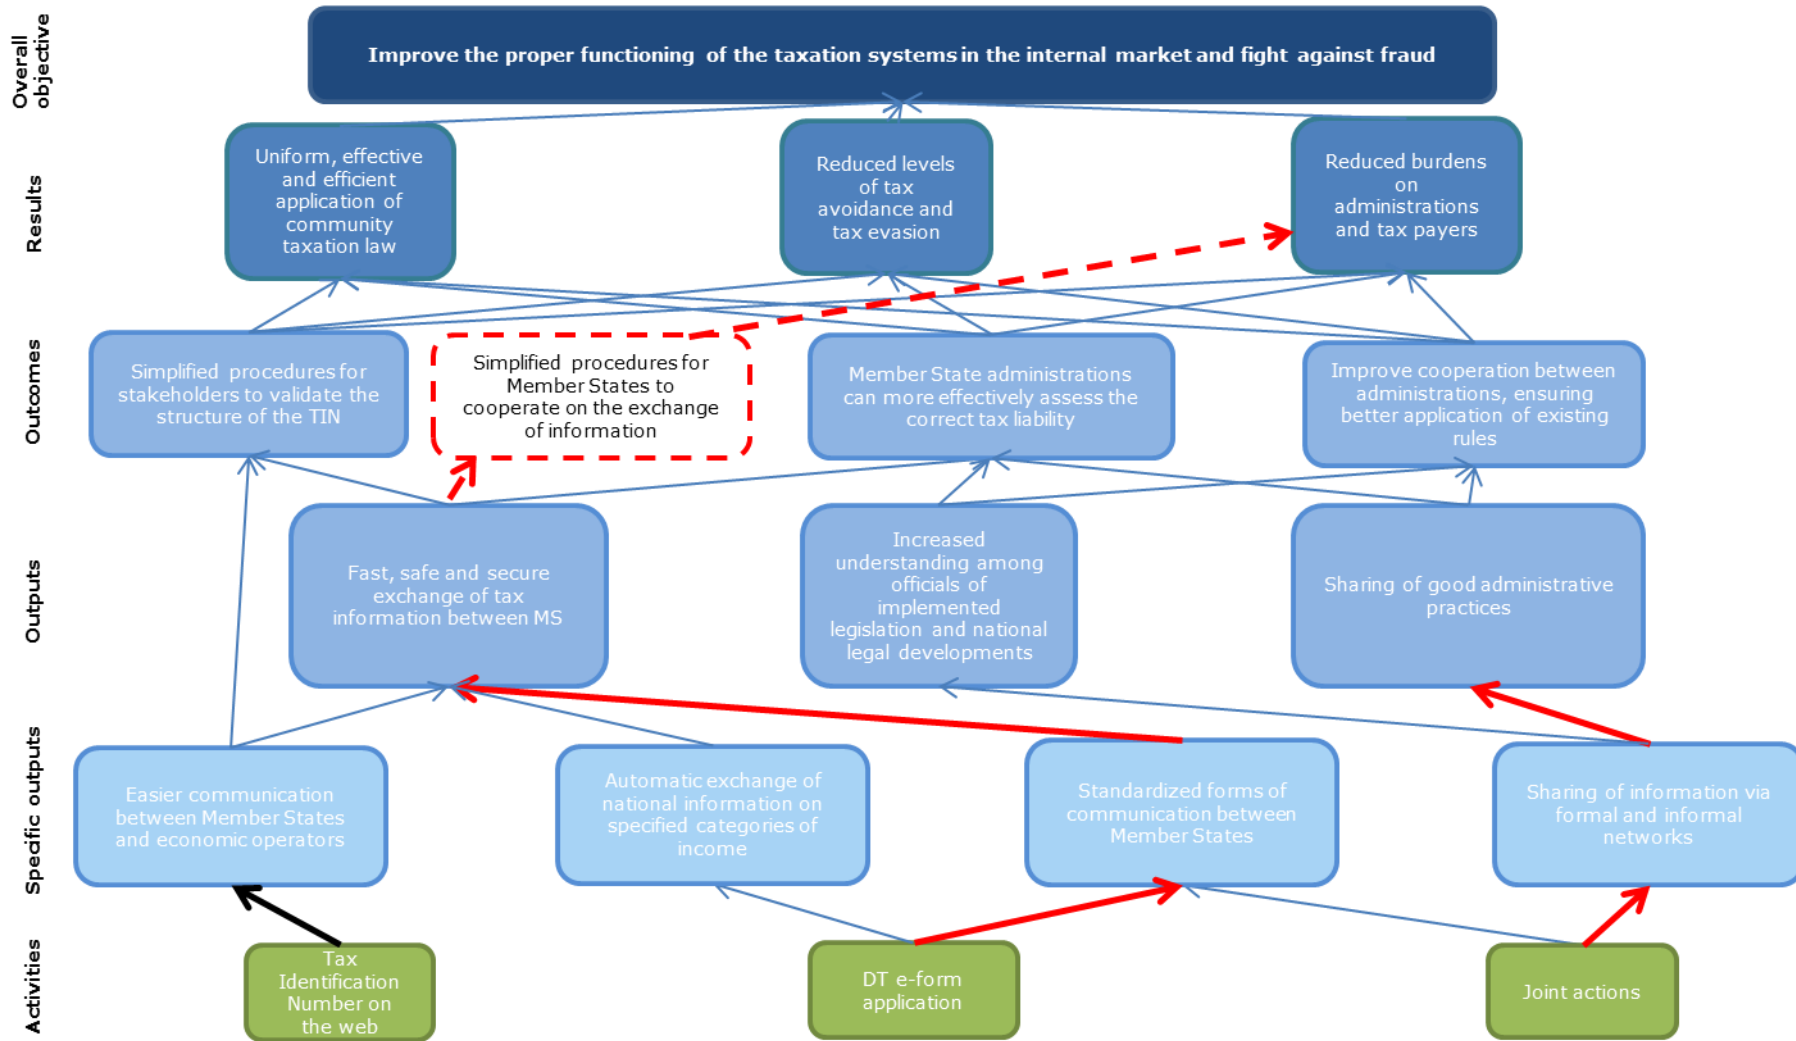 Overall
objective
Improve the proper functioning of the taxation systems in the internal market and fight against fraud
Results
Uniform, effective
and efficient
application of
community
taxation law
Reduced levels
of tax
avoidance and
tax evasion
Reduced burdens
on
administrations
and tax payers
Outcomes
Simplified procedures for
stakeholders to validate the
structure of the TIN
Simplified procedures for
Member States to
cooperate on the exchange
of information
Member State administrations
can more effectively assess the
correct tax liability
Improve cooperation between
administrations, ensuring
better application of existing
rules
Outputs
Fast, safe and secure
exchange of tax
information between MS
Increased
understanding among
officials of
implemented
legislation and national
legal developments
Sharing of good administrative
practices
Specific outputs
Easier communication
between Member States
and economic operators
Automatic exchange of
national information on
specified categories of
income
Standardized forms of
communication between
Member States
Sharing of information via
formal and informal
networks
Activities
Tax
Identification
Number on
the web
DT e-form
application
Joint actions